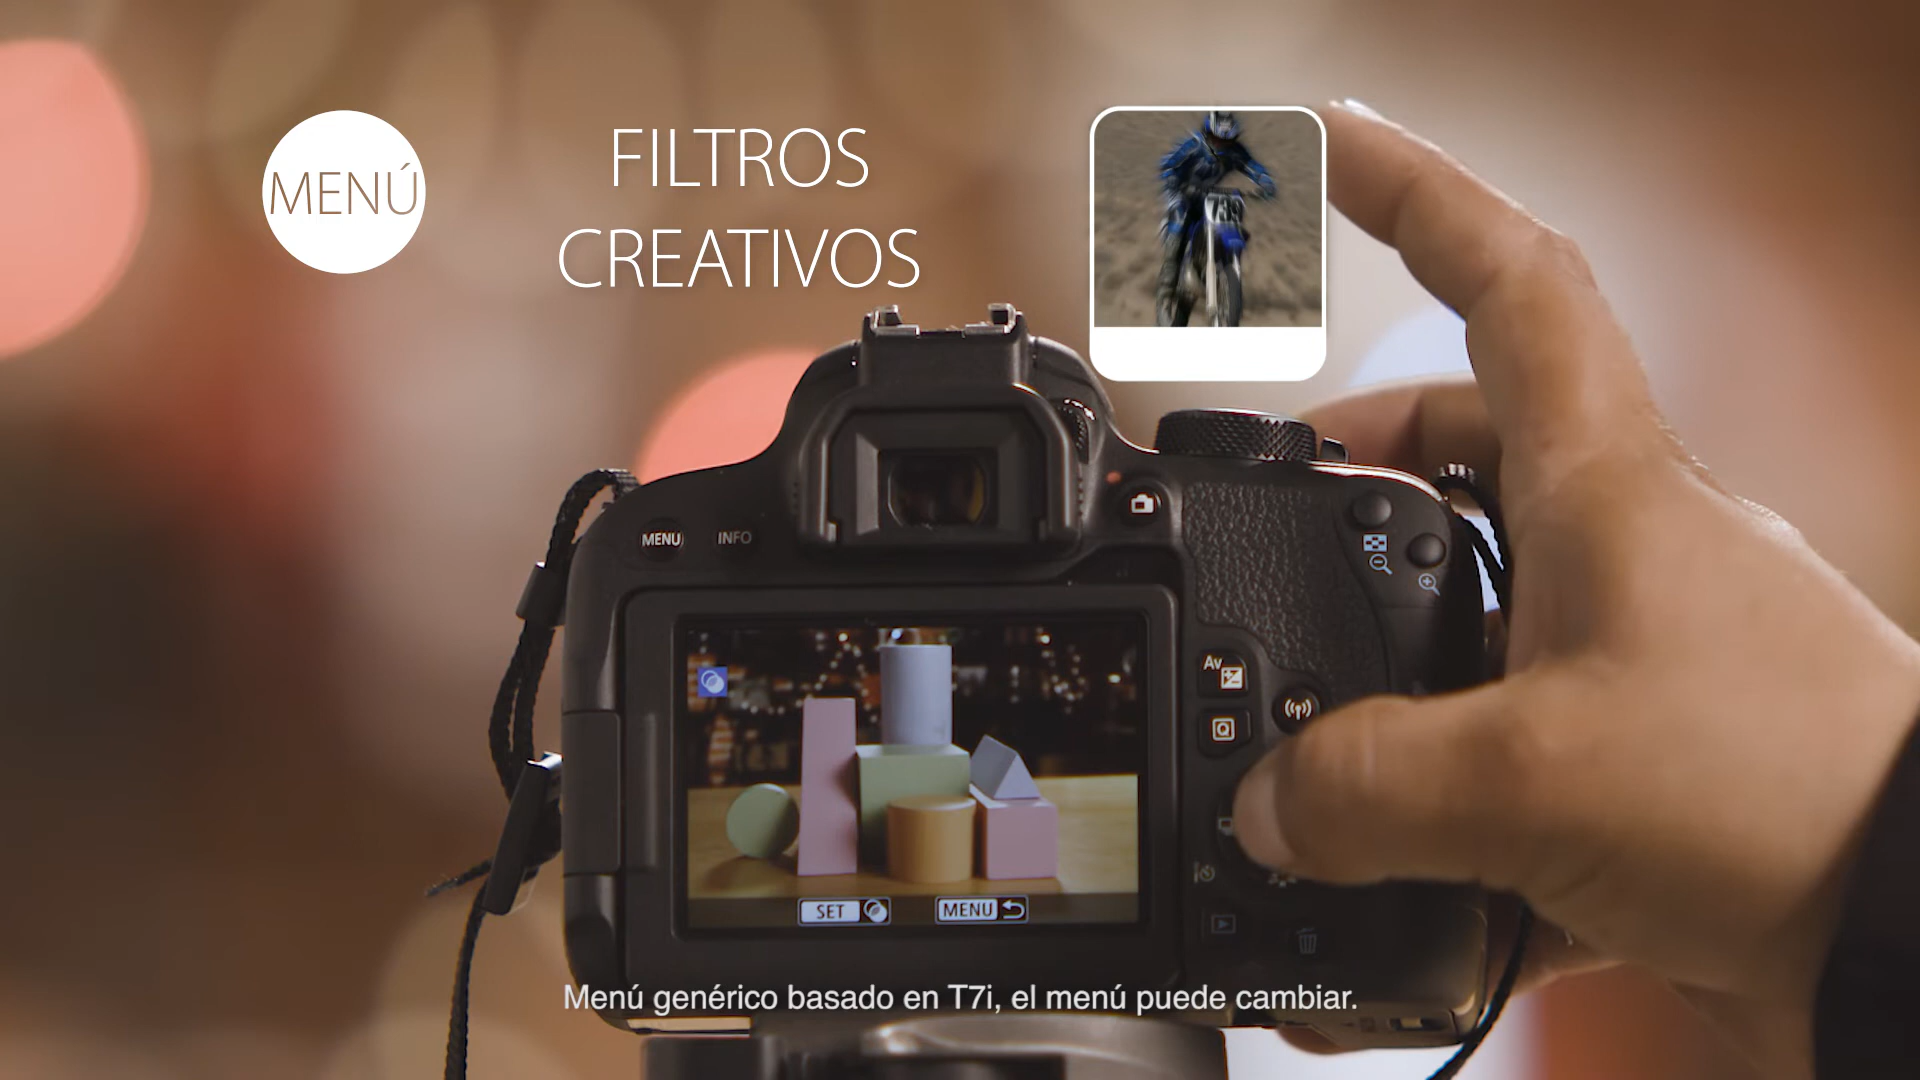 MENÚ
FILTROS
CREATIVOS
MENU
INFO
Av
Q
SET
MENU
Menú genérico basado en T7i, el menú puede cambiar.